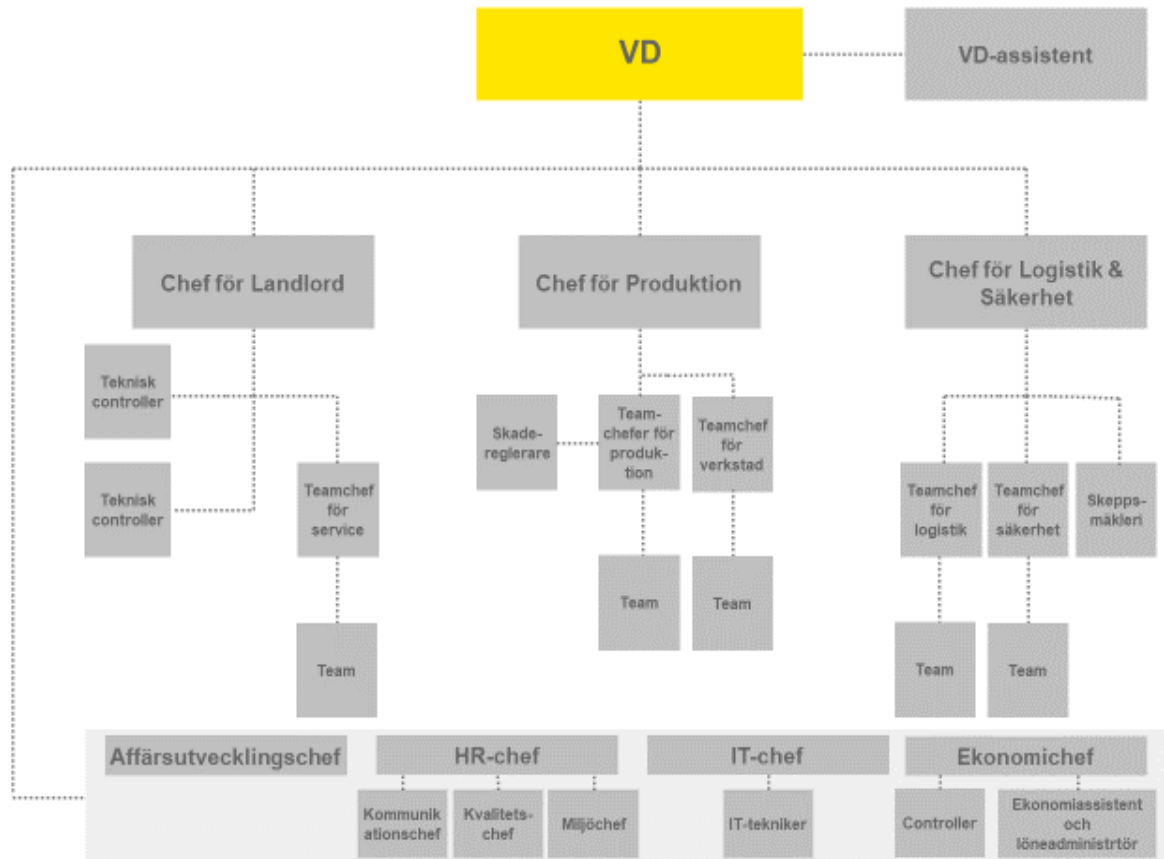 VD
VD-assistent
Chef för Landlord
Chef för Produktion
Chef för Logistik &
Säkerhet
Teknisk
controller
Teknisk
controller
Teamchef
för
service
Team
Skade-
reglerare
Team-
chefer för
produk-
tion
Teamchef
för
verkstad
Team
Team
Teamchef
för
logistik
Teamchef
för
säkerhet
Skepps-
mäkleri
Team
Team
Affärsutvecklingschef
HR-chef
IT-chef
Ekonomichef
Kommunik
ationschef
Kvalitets-
chef
Miljöchef
IT-tekniker
Controller
Ekonomiassistent
och
löneadministrtör